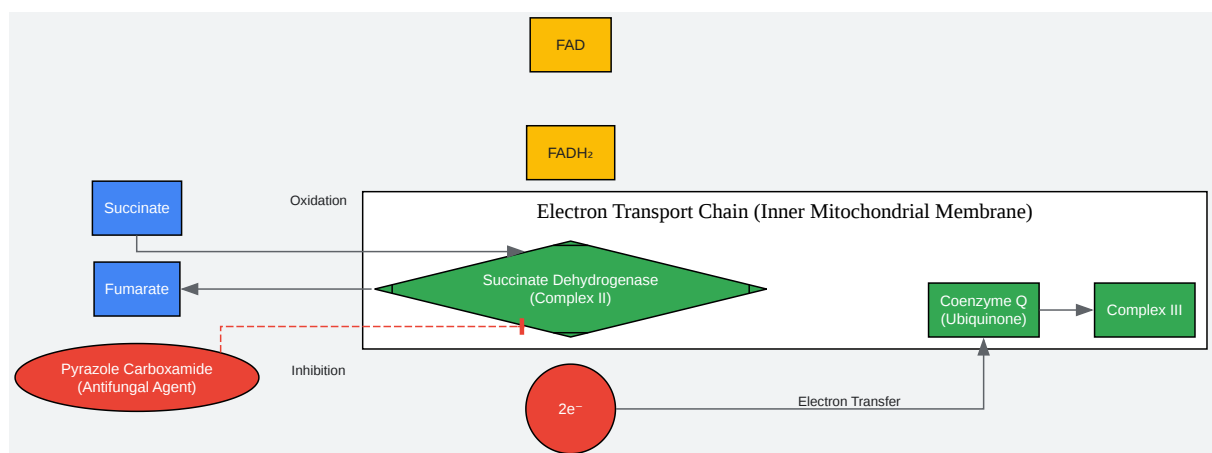 FAD
FADH₂
Succinate
Oxidation
Electron Transport Chain (Inner Mitochondrial Membrane)
Fumarate
Succinate Dehydrogenase
(Complex II)
Coenzyme Q
(Ubiquinone)
Complex III
Pyrazole Carboxamide
(Antifungal Agent)
Inhibition
2e⁻
Electron Transfer